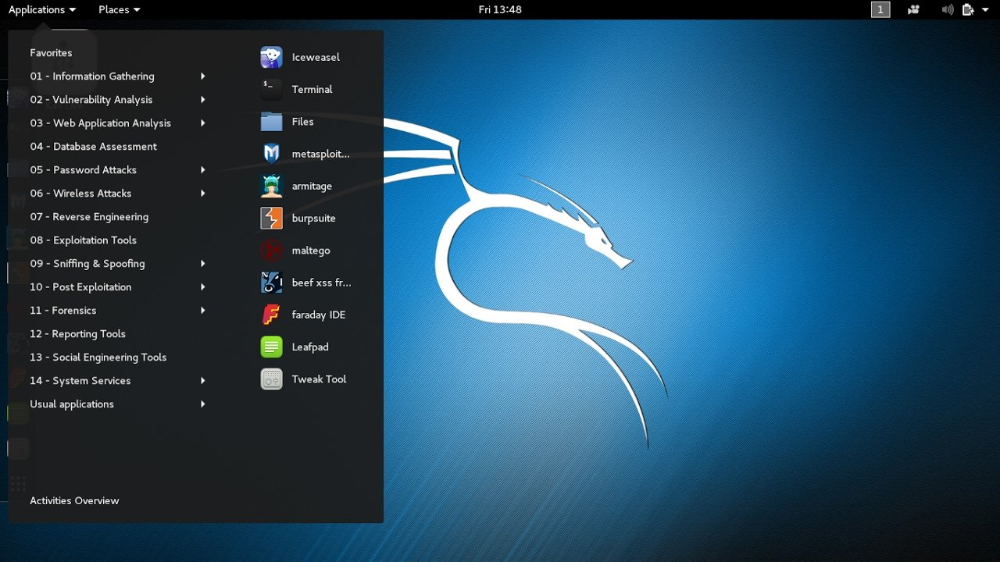 Applications Places Fri 13:48 1
Favorites
01 - Information Gathering
02 - Vulnerability Analysis
03 - Web Application Analysis
04 - Database Assessment
05 - Password Attacks
06 - Wireless Attacks
07 - Reverse Engineering
08 - Exploitation Tools
09 - Sniffing & Spoofing
10 - Post Exploitation
11 - Forensics
12 - Reporting Tools
13 - Social Engineering Tools
14 - System Services
Usual applications
Activities Overview
Iceweasel
$_
Terminal
Files
metasploit...
armitage
burpsuite
maltego
beef xss fr...
faraday IDE
Leafpad
Tweak Tool